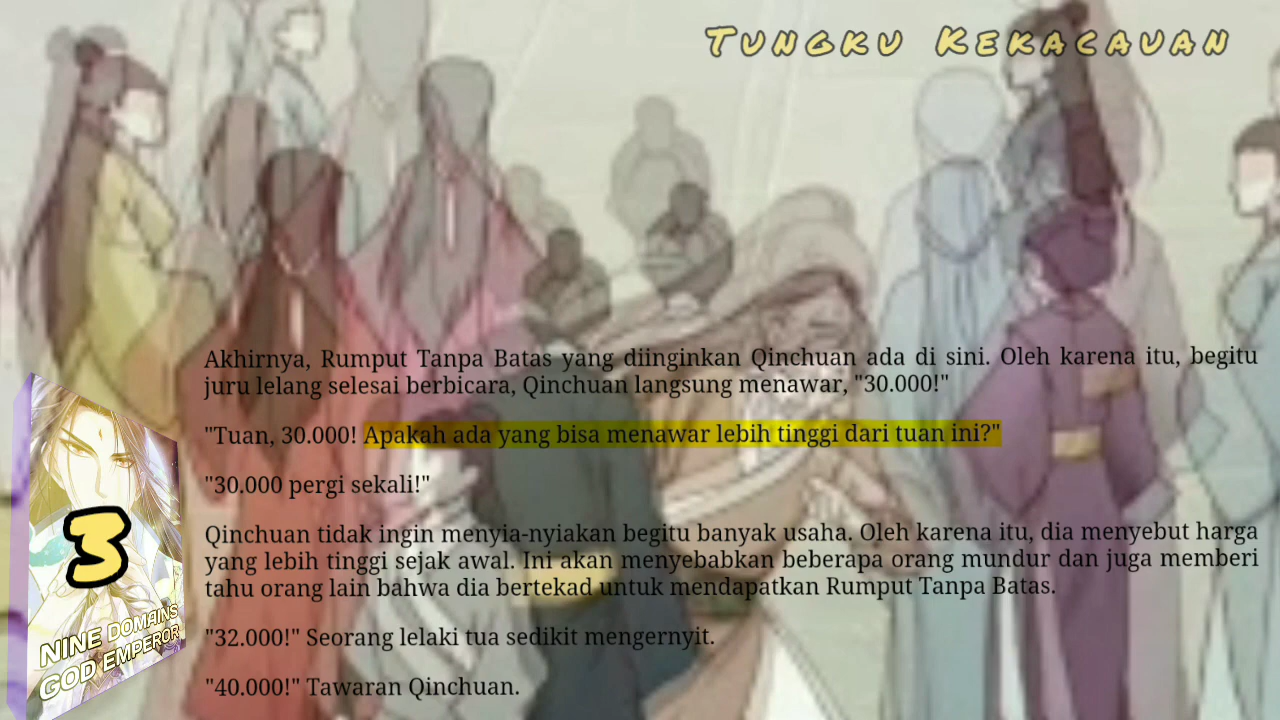 Tungku Kekacauan
Akhirnya, Rumput Tanpa Batas yang diinginkan Qinchuan ada di sini. Oleh karena itu, begitu
juru lelang selesai berbicara, Qinchuan langsung menawar, "30.000!"
"Tuan, 30.000! Apakah ada yang bisa menawar lebih tinggi dari tuan ini?"
"30.000 pergi sekali!"
Qinchuan tidak ingin menyia-nyiakan begitu banyak usaha. Oleh karena itu, dia menyebut harga
yang lebih tinggi sejak awal. Ini akan menyebabkan beberapa orang mundur dan juga memberi
tahu orang lain bahwa dia bertekad untuk mendapatkan Rumput Tanpa Batas.
"32.000!" Seorang lelaki tua sedikit mengernyit.
"40.000!" Tawaran Qinchuan.
3
NINE DOMAINS
GOD EMPEROR